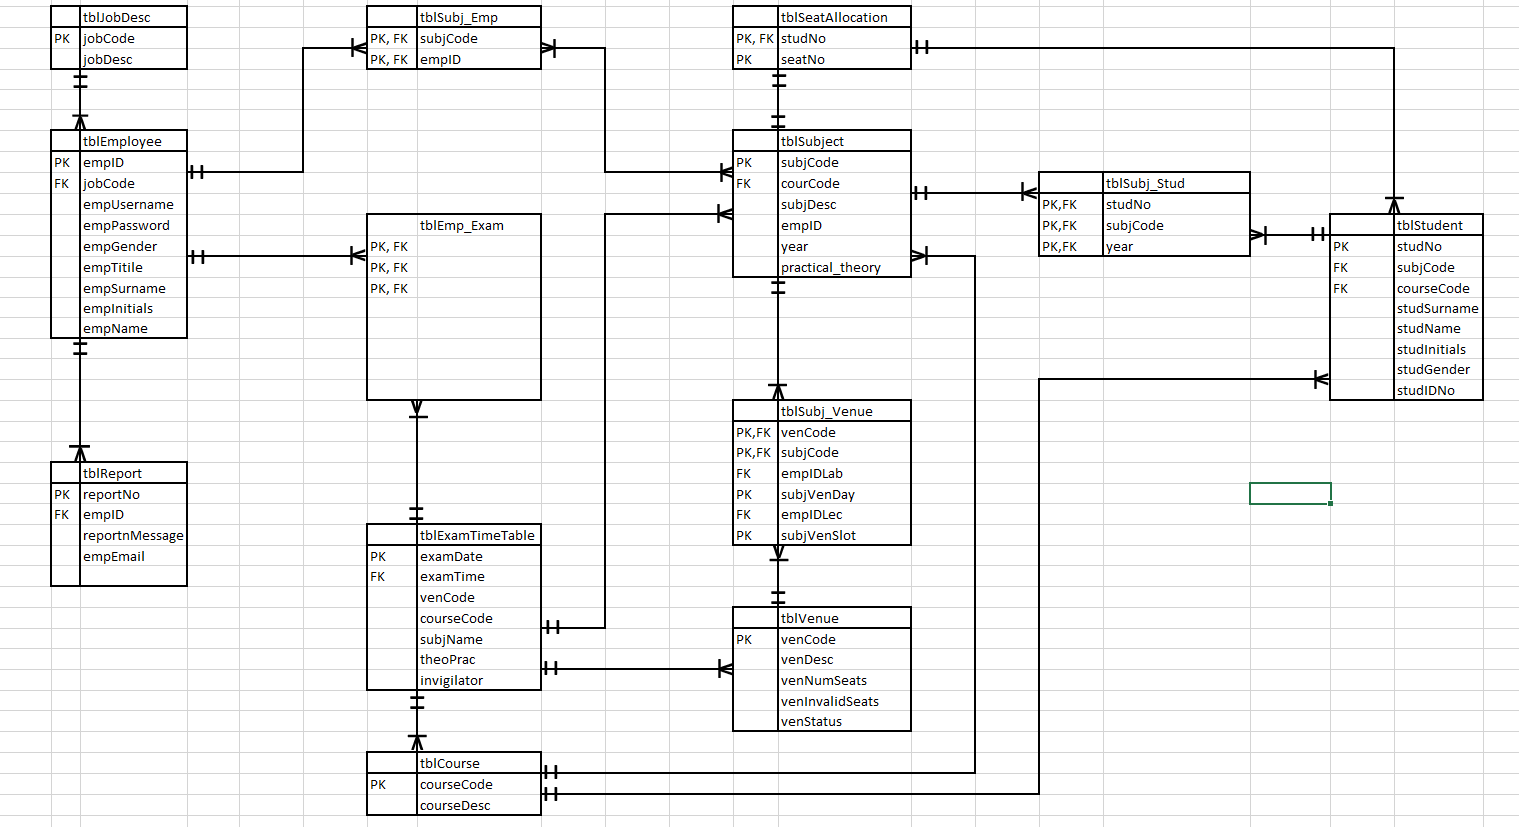 tblJobDesc
PK jobCode
jobDesc
tblSubj_Emp
PK, FK subjCode
PK, FK empID
tblSeatAllocation
PK, FK studNo
PK seatNo
tblEmployee
PK empID
FK jobCode
empUsername
empPassword
empGender
empTitile
empSurname
empInitials
empName
tblEmp_Exam
PK, FK
PK, FK
PK, FK
tblSubject
PK subjCode
FK courCode
subjDesc
empID
year
practical_theory
tblSubj_Stud
PK,FK studNo
PK,FK subjCode
PK,FK year
tblStudent
PK studNo
FK subjCode
FK courseCode
studSurname
studName
studInitials
studGender
studIDNo
tblReport
PK reportNo
FK empID
reportnMessage
empEmail
tblExamTimeTable
PK examDate
FK examTime
venCode
courseCode
subjName
theoPrac
invigilator
tblSubj_Venue
PK,FK venCode
PK,FK subjCode
FK empIDLab
PK subjVenDay
FK empIDLec
PK subjVenSlot
tblVenue
PK venCode
venDesc
venNumSeats
venInvalidSeats
venStatus
tblCourse
PK courseCode
courseDesc